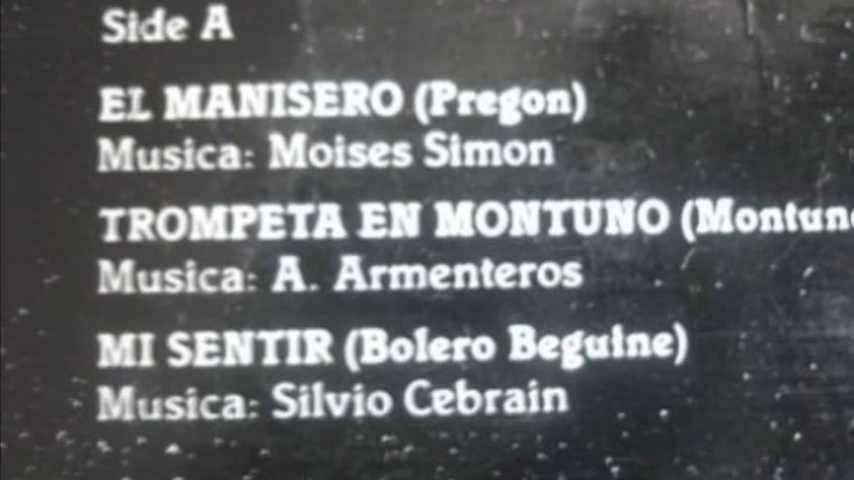 Side A
EL MANISERO (Pregon)
Musica: Moises Simon
TROMPETA EN MONTUNO (Montuno
Musica: A. Armenteros
MI SENTIR (Bolero Beguine)
Musica: Silvio Cebrain